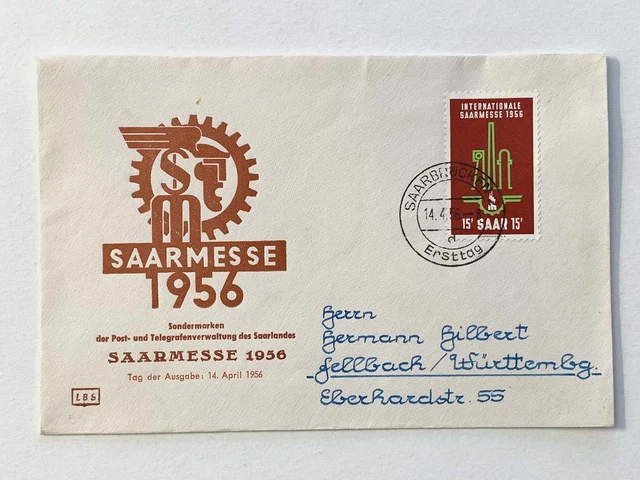 INTERNATIONALE
SAARMESSE 1956
15F SAAR 15F
SAARBRÜCKEN
14.4.56
a
Ersttag
SM
SAARMESSE
1956
Sondermarken
der Post- und Telegrafenverwaltung des Saarlandes
SAARMESSE 1956
Tag der Ausgabe: 14. April 1956
LBS
Herrn
Hermann Hilbert
Fellbach/Württembg.
Eberhardstr. 55